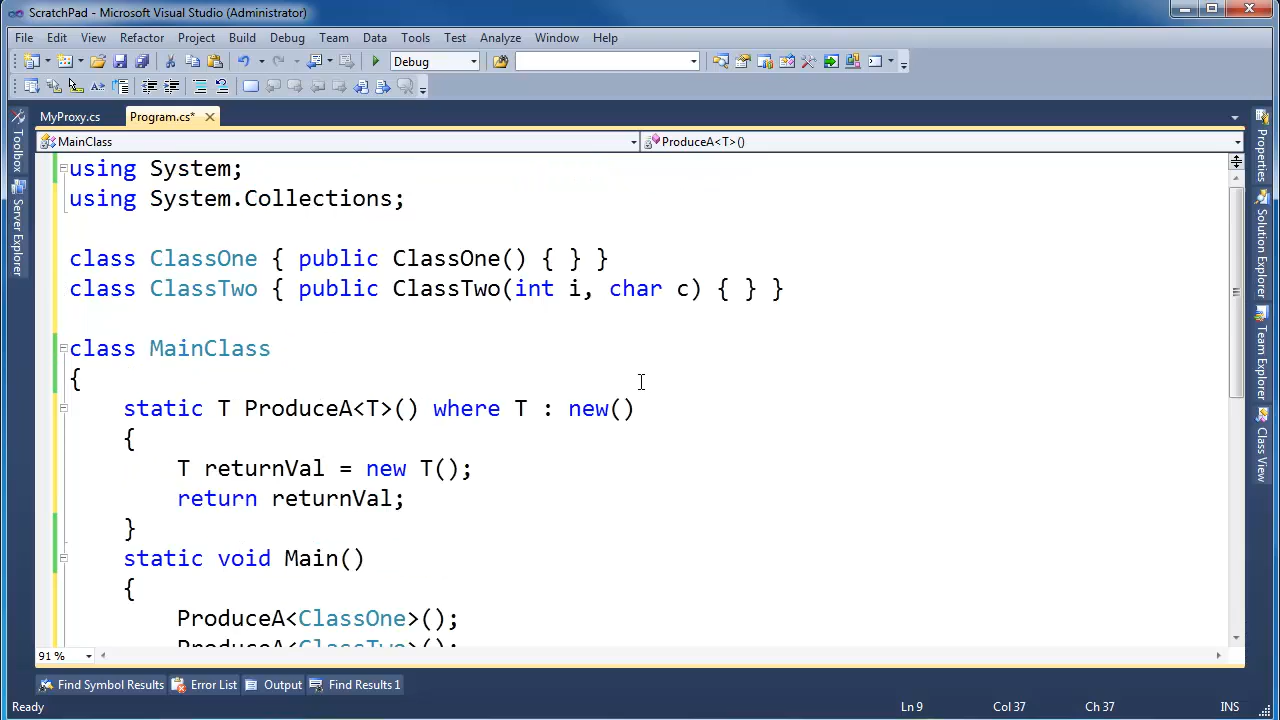 ScratchPad - Microsoft Visual Studio (Administrator)
File Edit View Refactor Project Build Debug Team Data Tools Test Analyze Window Help
Debug
MyProxy.cs Program.cs*
MainClass ProduceA<T>()
Toolbox
Server Explorer
using System;
using System.Collections;
class ClassOne { public ClassOne() { } }
class ClassTwo { public ClassTwo(int i, char c) { } }
class MainClass
{
static T ProduceA<T>() where T : new()
{
T returnVal = new T();
return returnVal;
}
static void Main()
{
ProduceA<ClassOne>();
ProduceA<ClassTwo>();
Properties
Solution Explorer
Team Explorer
Class View
91 %
Find Symbol Results Error List Output Find Results 1
Ready Ln 9 Col 37 Ch 37 INS